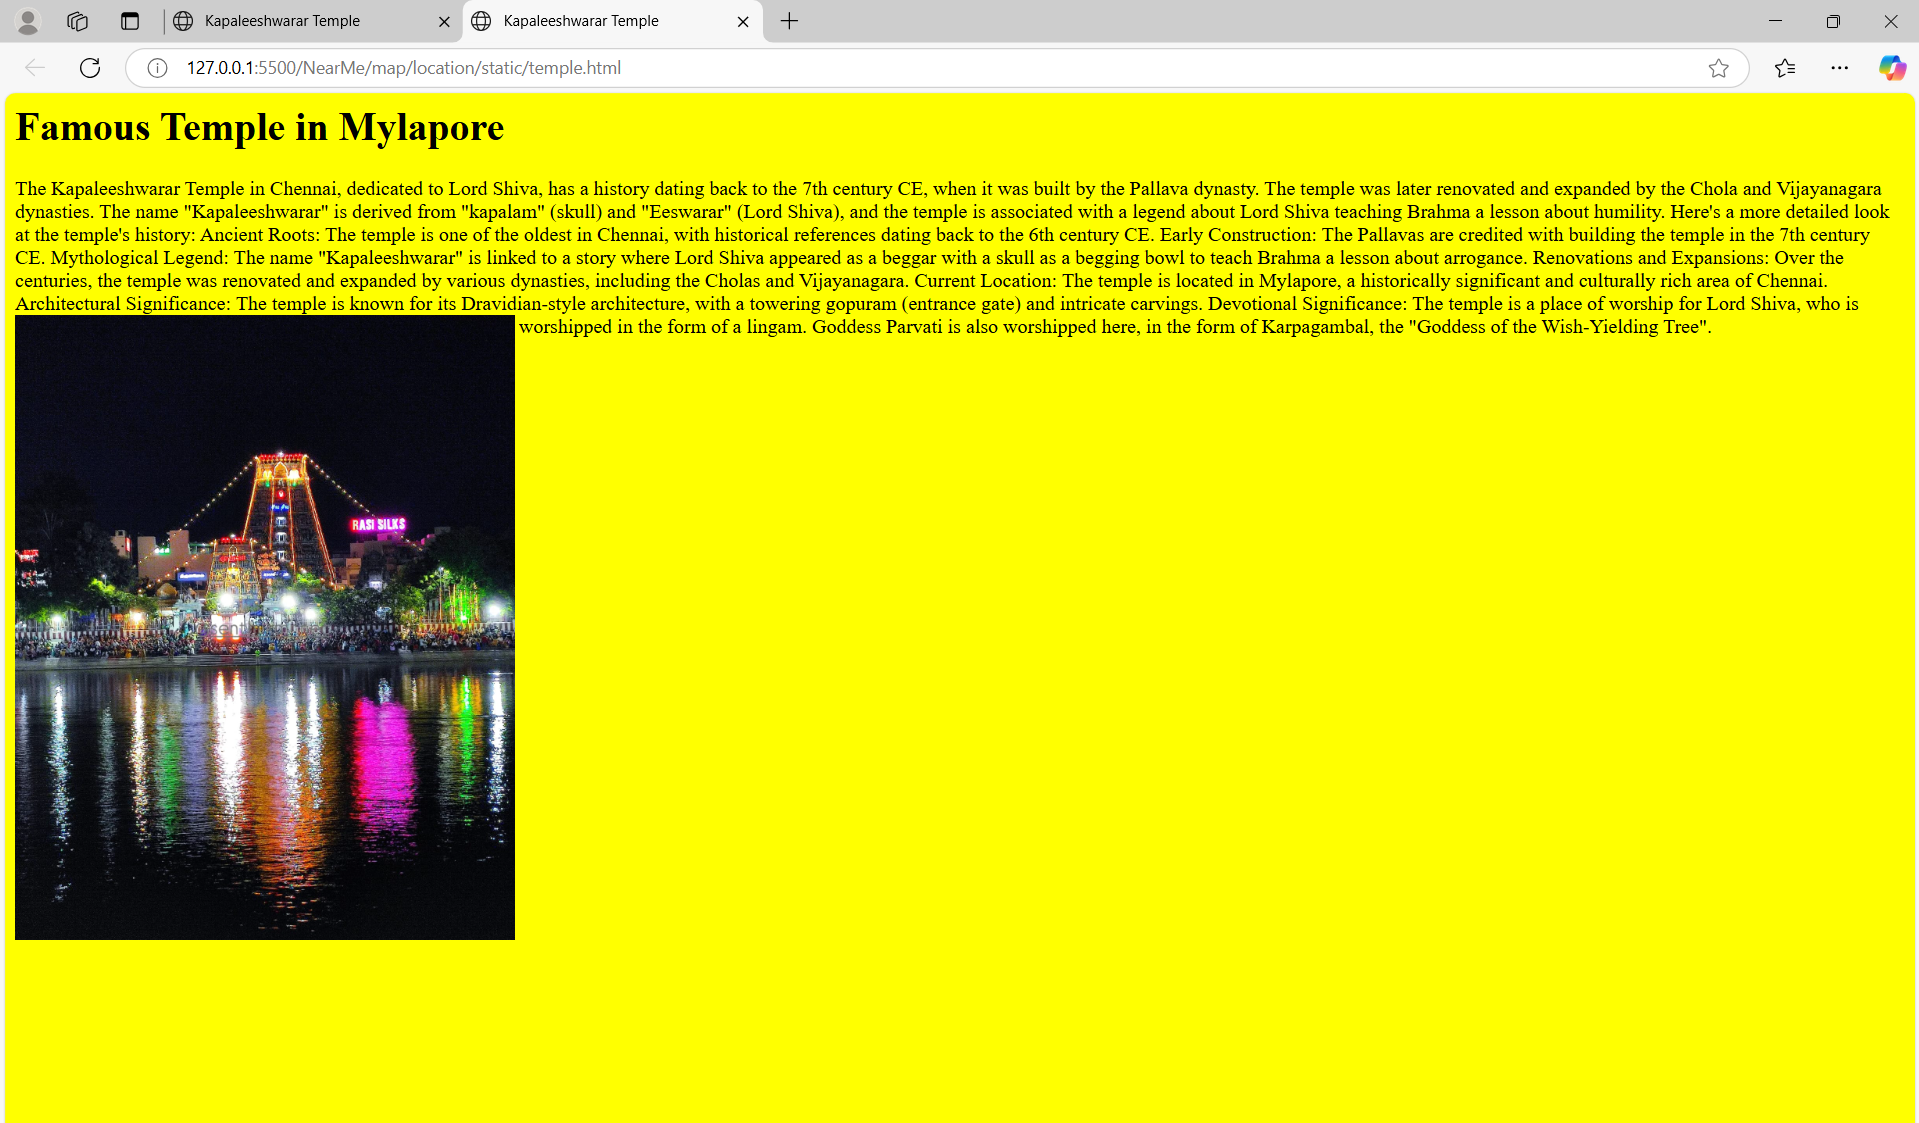 Kapaleeshwarar Temple
Kapaleeshwarar Temple
127.0.0.1:5500/NearMe/map/location/static/temple.html
Famous Temple in Mylapore
The Kapaleeshwarar Temple in Chennai, dedicated to Lord Shiva, has a history dating back to the 7th century CE, when it was built by the Pallava dynasty. The temple was later renovated and expanded by the Chola and Vijayanagara
dynasties. The name "Kapaleeshwarar" is derived from "kapalam" (skull) and "Eeswarar" (Lord Shiva), and the temple is associated with a legend about Lord Shiva teaching Brahma a lesson about humility. Here's a more detailed look
at the temple's history: Ancient Roots: The temple is one of the oldest in Chennai, with historical references dating back to the 6th century CE. Early Construction: The Pallavas are credited with building the temple in the 7th century
CE. Mythological Legend: The name "Kapaleeshwarar" is linked to a story where Lord Shiva appeared as a beggar with a skull as a begging bowl to teach Brahma a lesson about arrogance. Renovations and Expansions: Over the
centuries, the temple was renovated and expanded by various dynasties, including the Cholas and Vijayanagara. Current Location: The temple is located in Mylapore, a historically significant and culturally rich area of Chennai.
Architectural Significance: The temple is known for its Dravidian-style architecture, with a towering gopuram (entrance gate) and intricate carvings. Devotional Significance: The temple is a place of worship for Lord Shiva, who is
worshipped in the form of a lingam. Goddess Parvati is also worshipped here, in the form of Karpagambal, the "Goddess of the Wish-Yielding Tree".
RASI SILKS